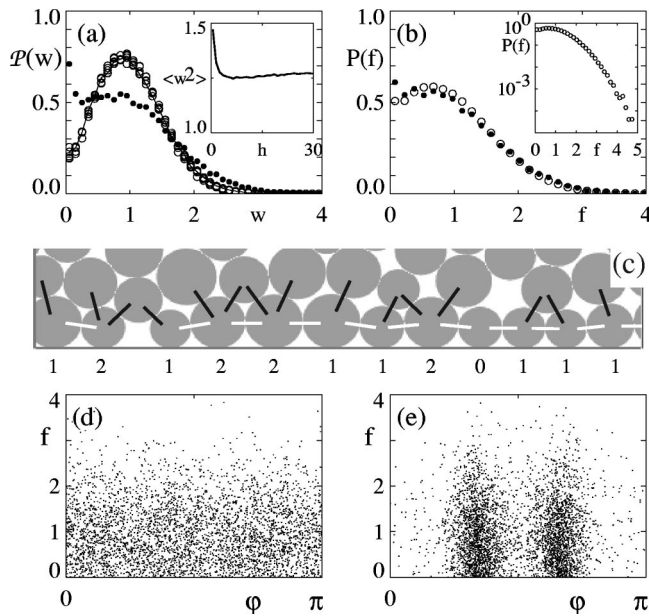 1.0
(a)
𝒫(w)
0.5
0.0
0 1 2 3 w 4
1.5
<w²>
1.0
0 h 30
1.0
(b)
P(f)
0.5
0.0
0 1 2 3 f 4
10⁰
P(f)
10⁻³
0 1 2 f 4 5
(c)
1 2 1 2 2 1 1 2 0 1 1 1
4
(d)
f
2
1
0
0 φ π
4
(e)
f
2
1
0
0 φ π